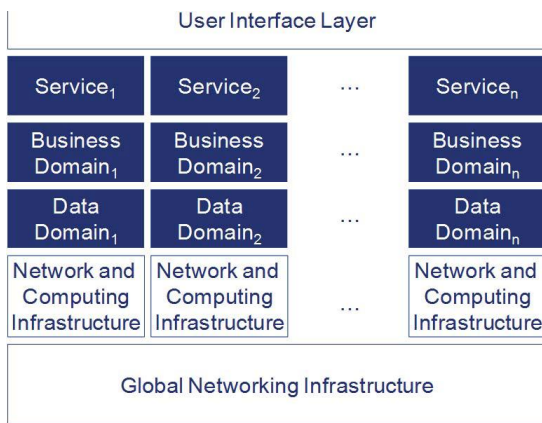 User Interface Layer
Service₁ Service₂ ... Serviceₙ
Business Business ... Business
Domain₁ Domain₂ Domainₙ
Data Data ... Data
Domain₁ Domain₂ Domainₙ
Network and Network and Network and
Computing Computing ... Computing
Infrastructure Infrastructure Infrastructure
Global Networking Infrastructure